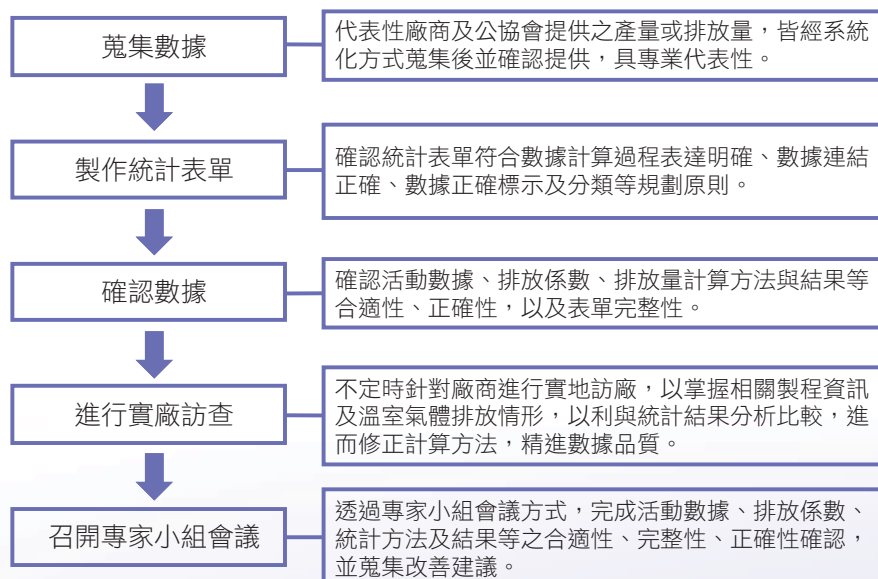 蒐集數據
代表性廠商及公協會提供之產量或排放量，皆經系統
化方式蒐集後並確認提供，具專業代表性。
製作統計表單
確認統計表單符合數據計算過程表達明確、數據連結
正確、數據正確標示及分類等規劃原則。
確認數據
確認活動數據、排放係數、排放量計算方法與結果等
合適性、正確性，以及表單完整性。
進行實廠訪查
不定時針對廠商進行實地訪廠，以掌握相關製程資訊
及溫室氣體排放情形，以利與統計結果分析比較，進
而修正計算方法，精進數據品質。
召開專家小組會議
透過專家小組會議方式，完成活動數據、排放係數、
統計方法及結果等之合適性、完整性、正確性確認，
並蒐集改善建議。